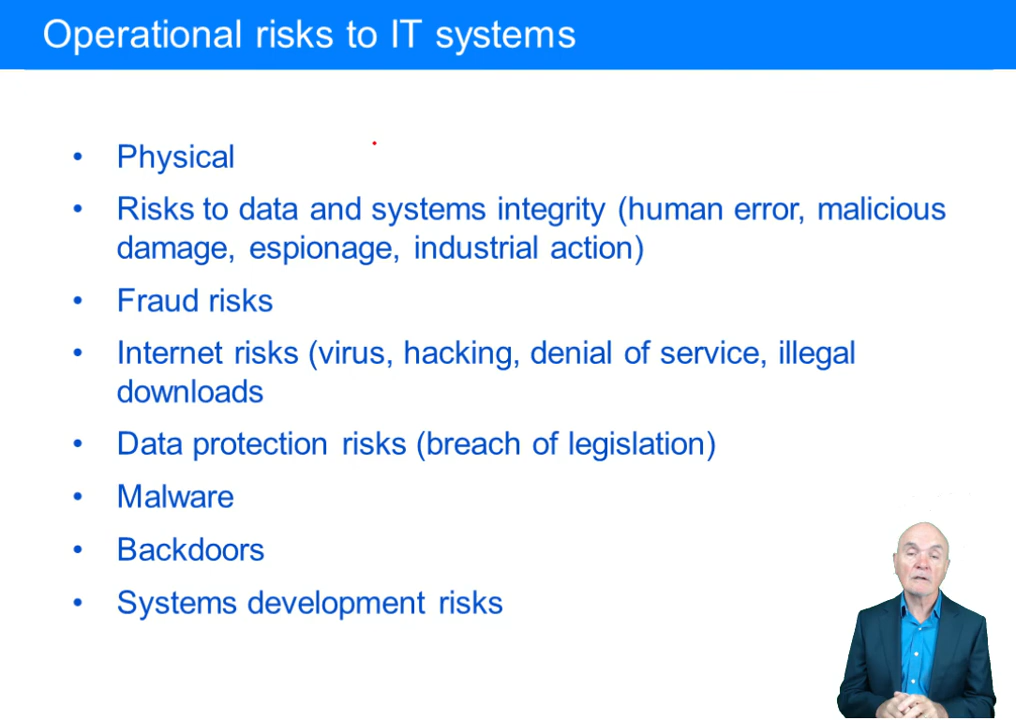 Operational risks to IT systems
• Physical
• Risks to data and systems integrity (human error, malicious
damage, espionage, industrial action)
• Fraud risks
• Internet risks (virus, hacking, denial of service, illegal
downloads
• Data protection risks (breach of legislation)
• Malware
• Backdoors
• Systems development risks